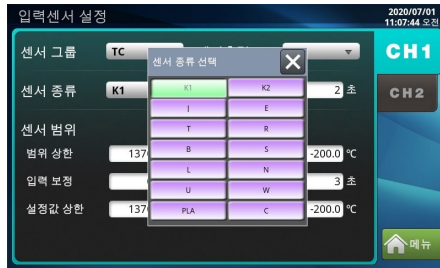 입력센서 설정
2020/07/01
11:07:44 오전
센서 그룹 TC
센서 종류 선택
CH1
센서 종류 K1
K1 K2
2 초
CH2
J E
센서 범위
T R
범위 상한
B S
-200.0 ℃
L N
입력 보정
3 초
U W
설정값 상한
PLA C
-200.0 ℃
메뉴